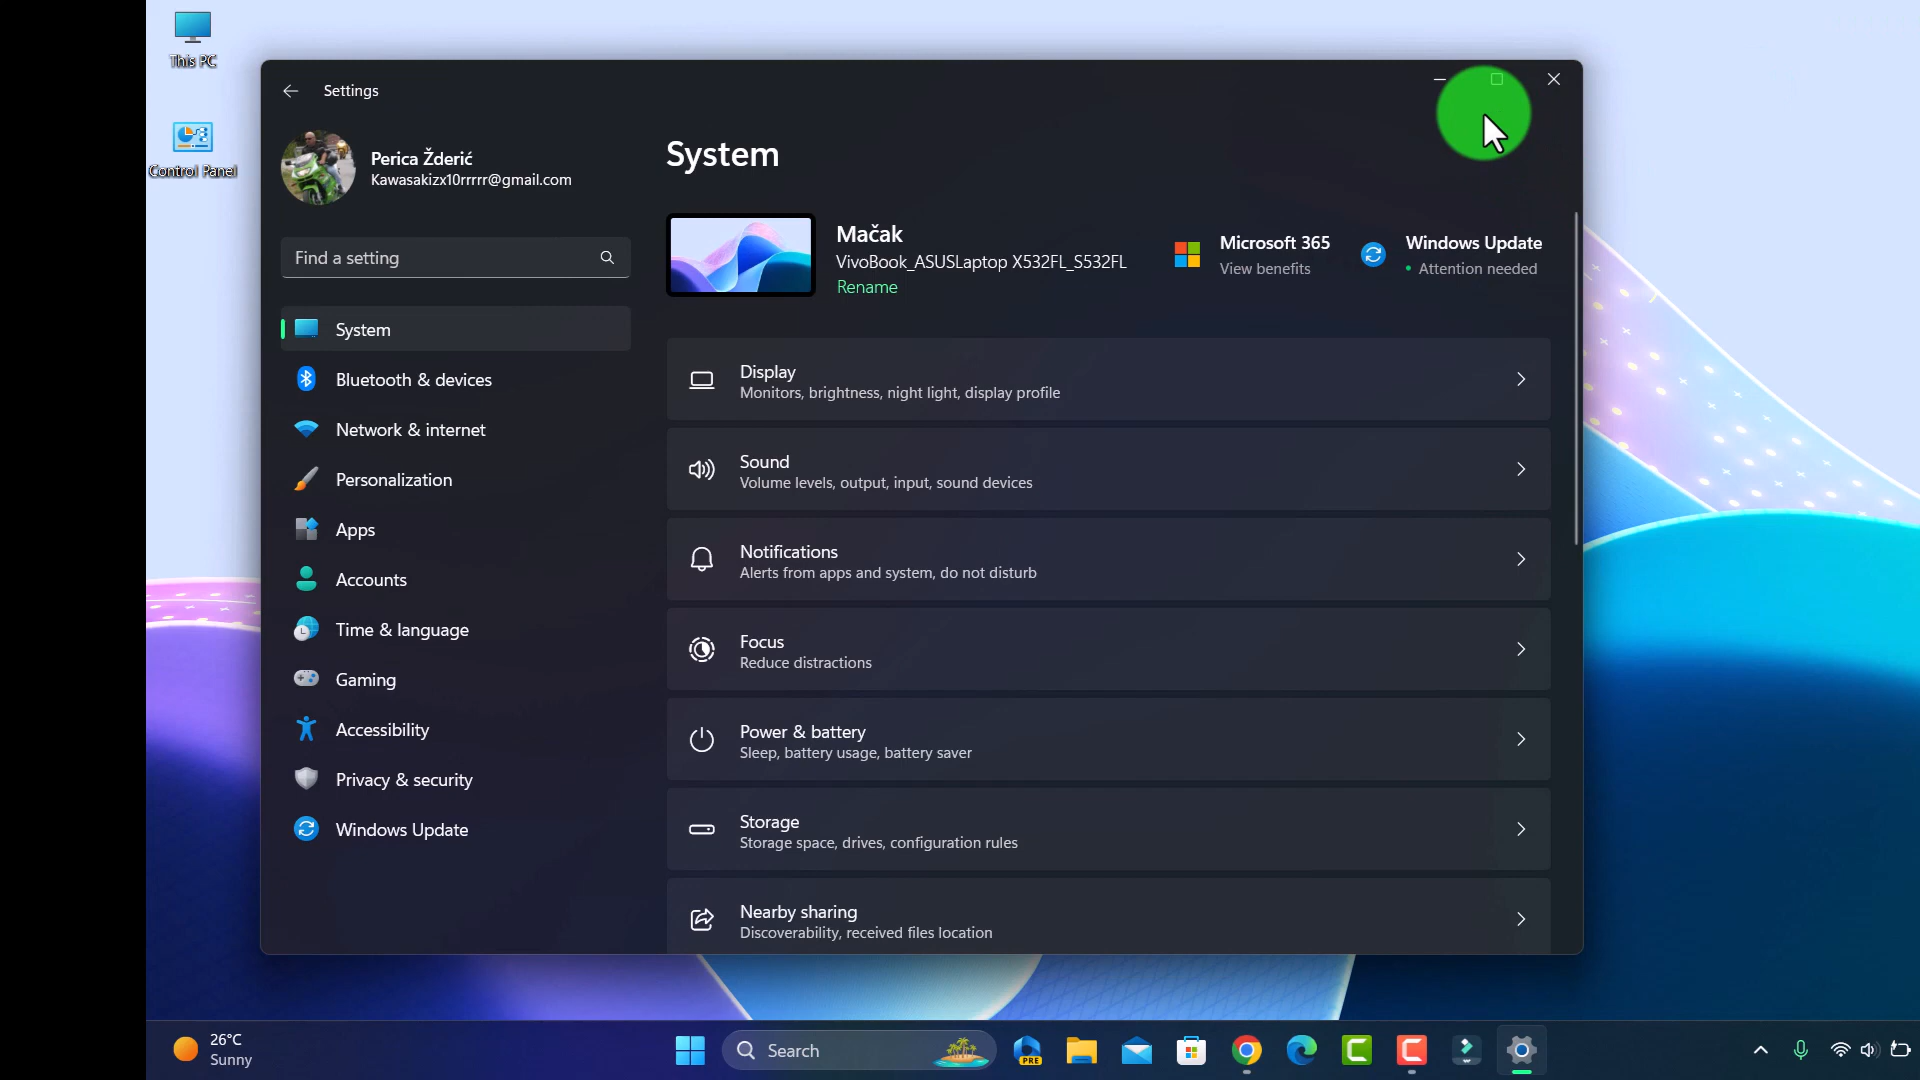 This PC
Control Panel
Settings
Perica Žderić
Kawasakizx10rrrrr@gmail.com
Find a setting
System
Bluetooth & devices
Network & internet
Personalization
Apps
Accounts
Time & language
Gaming
Accessibility
Privacy & security
Windows Update
System
Mačak
VivoBook_ASUSLaptop X532FL_S532FL
Rename
Microsoft 365
View benefits
Windows Update
• Attention needed
Display
Monitors, brightness, night light, display profile
Sound
Volume levels, output, input, sound devices
Notifications
Alerts from apps and system, do not disturb
Focus
Reduce distractions
Power & battery
Sleep, battery usage, battery saver
Storage
Storage space, drives, configuration rules
Nearby sharing
Discoverability, received files location
26°C
Sunny
Search
PRE